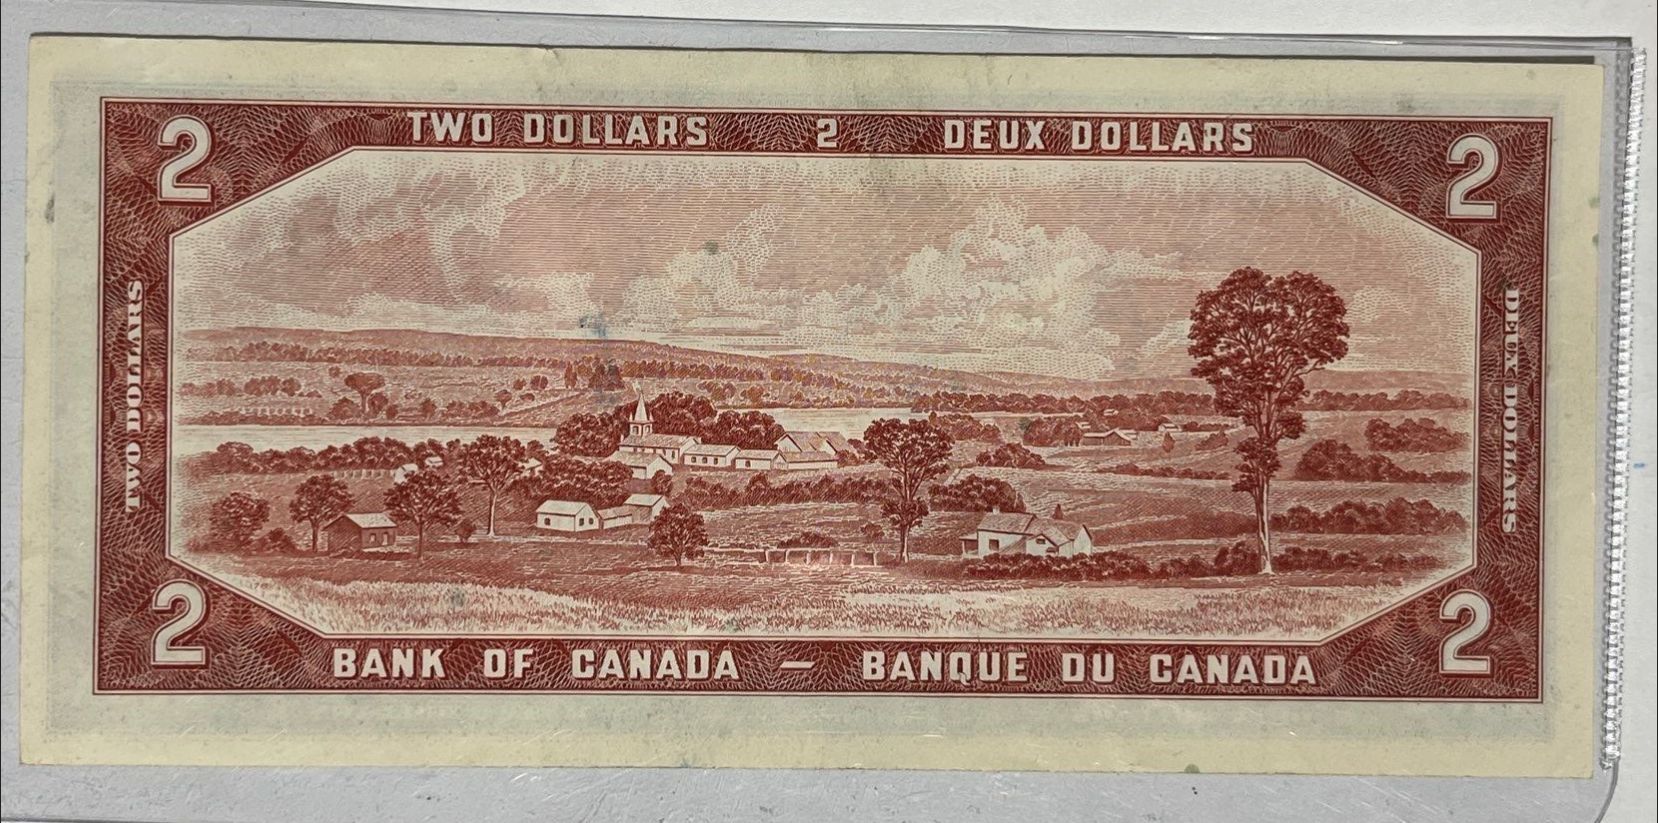 2
TWO DOLLARS 2 DEUX DOLLARS
2
TWO DOLLARS
DEUX DOLLARS
2
BANK OF CANADA — BANQUE DU CANADA
2